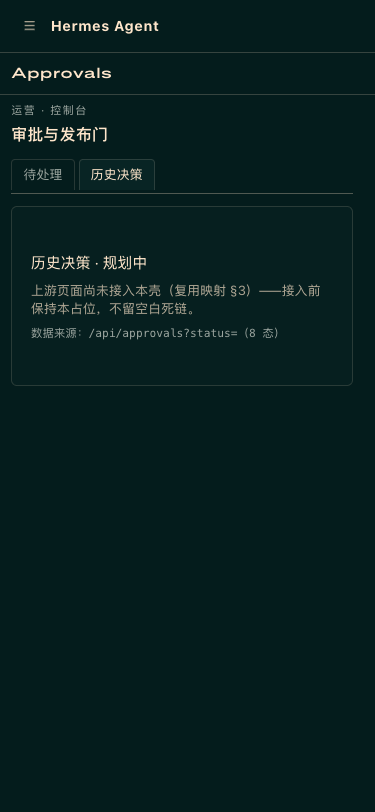 ☰ Hermes Agent
Approvals
运营 · 控制台
审批与发布门
待处理 历史决策
历史决策 · 规划中
上游页面尚未接入本壳（复用映射 §3）——接入前
保持本占位，不留空白死链。
数据来源: /api/approvals?status=（8 态）